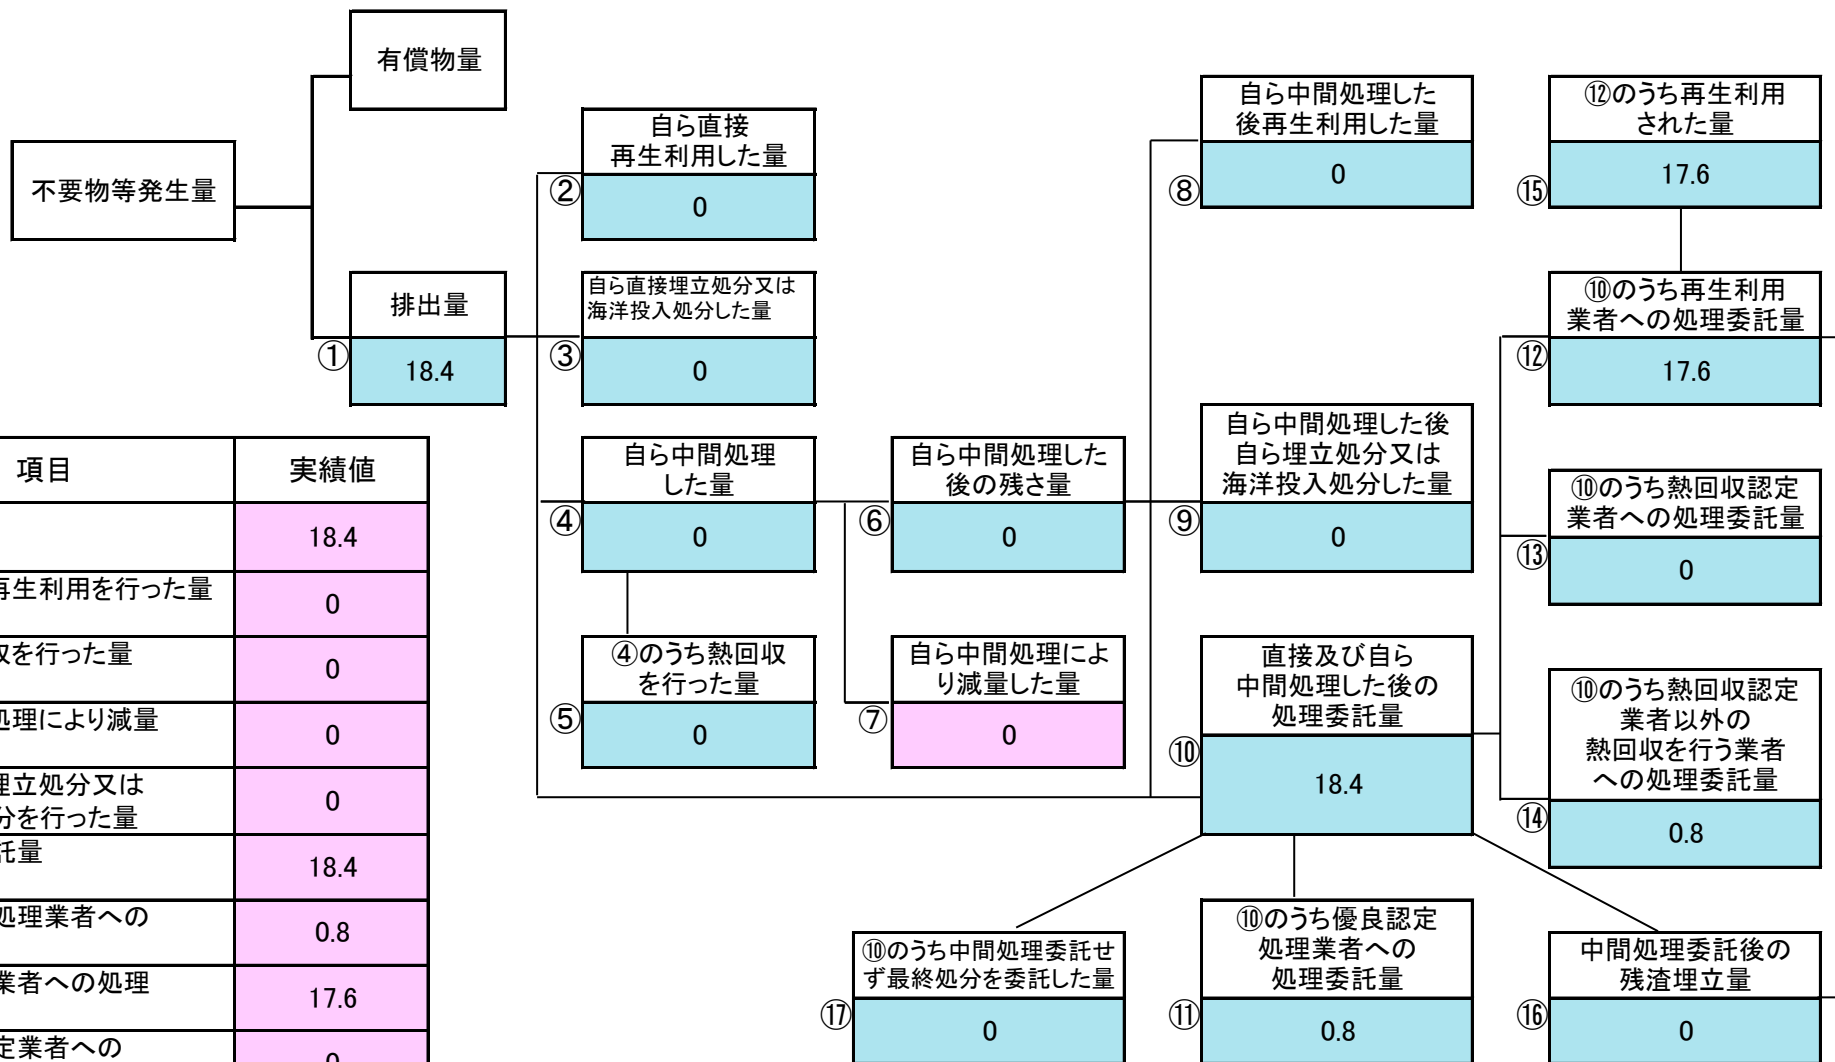 有償物量
不要物等発生量
排出量
①
18.4
自ら直接
再生利用した量
②
0
自ら直接埋立処分又は
海洋投入処分した量
③
0
自ら中間処理
した量
④
0
④のうち熱回収
を行った量
⑤
0
自ら中間処理した
後の残さ量
⑥
0
自ら中間処理によ
り減量した量
⑦
0
自ら中間処理した
後再生利用した量
⑧
0
自ら中間処理した後
自ら埋立処分又は
海洋投入処分した量
⑨
0
直接及び自ら
中間処理した後の
処理委託量
⑩
18.4
⑫のうち再生利用
された量
⑮
17.6
⑩のうち再生利用
業者への処理委託量
⑫
17.6
⑩のうち熱回収認定
業者への処理委託量
⑬
0
⑩のうち熱回収認定
業者以外の
熱回収を行う業者
への処理委託量
⑭
0.8
⑩のうち中間処理委託せ
ず最終処分を委託した量
⑰
0
⑩のうち優良認定
処理業者への
処理委託量
⑪
0.8
中間処理委託後の
残渣埋立量
⑯
0
項目 実績値
18.4
再生利用を行った量 0
を行った量 0
処理により減量 0
埋立処分又は
分を行った量 0
託量 18.4
処理業者への 0.8
業者への処理 17.6
定業者への 0